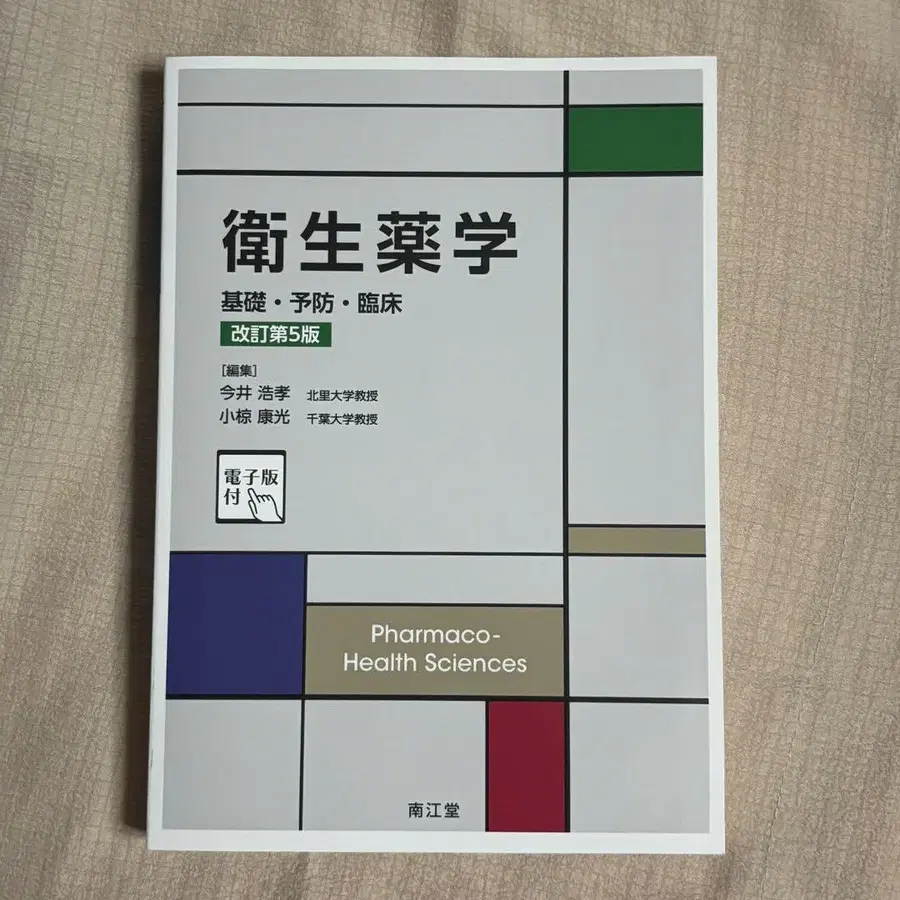 衛生薬学
基礎・予防・臨床
改訂第5版
[編集]
今井 浩孝 北里大学教授
小椋 康光 千葉大学教授
電子版
付
Pharmaco-
Health Sciences
南江堂